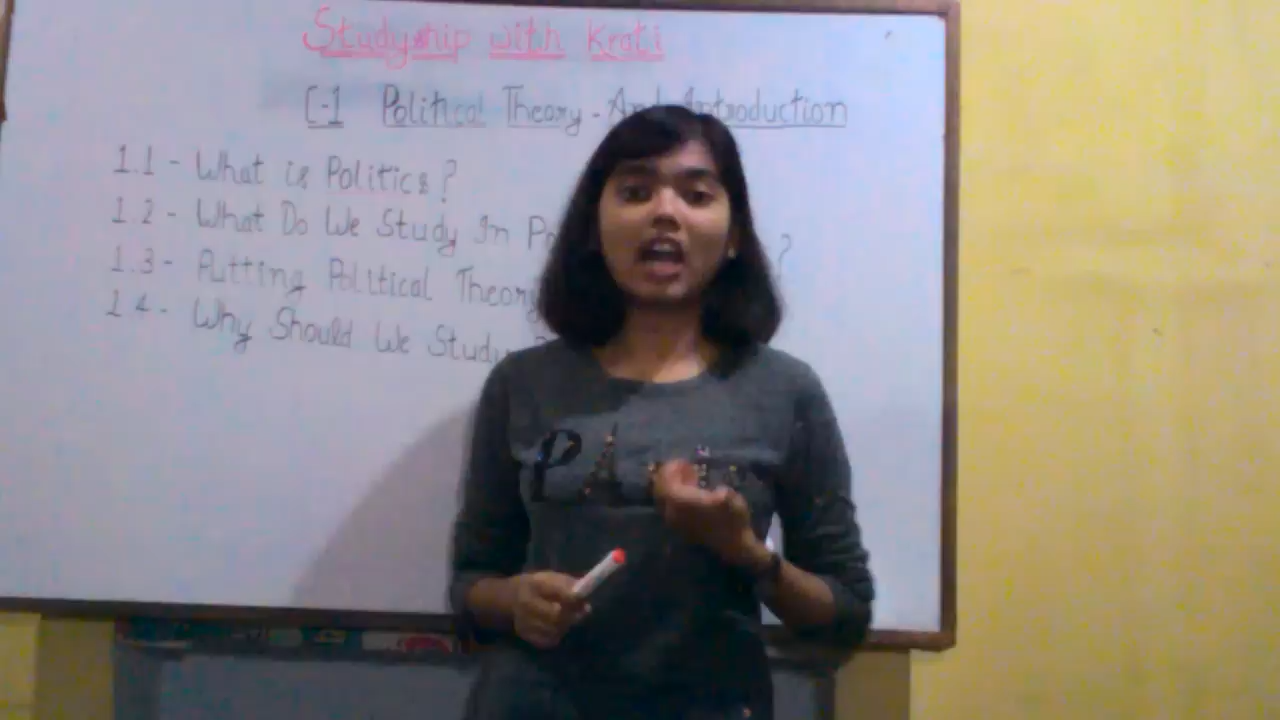 Studyship with Krati
C-1 Political Theory - An Introduction
1.1 - What is Politics?
1.2 - What Do We Study In ?
1.3 - Putting Political Theory
1.4 - Why Should We Study ?